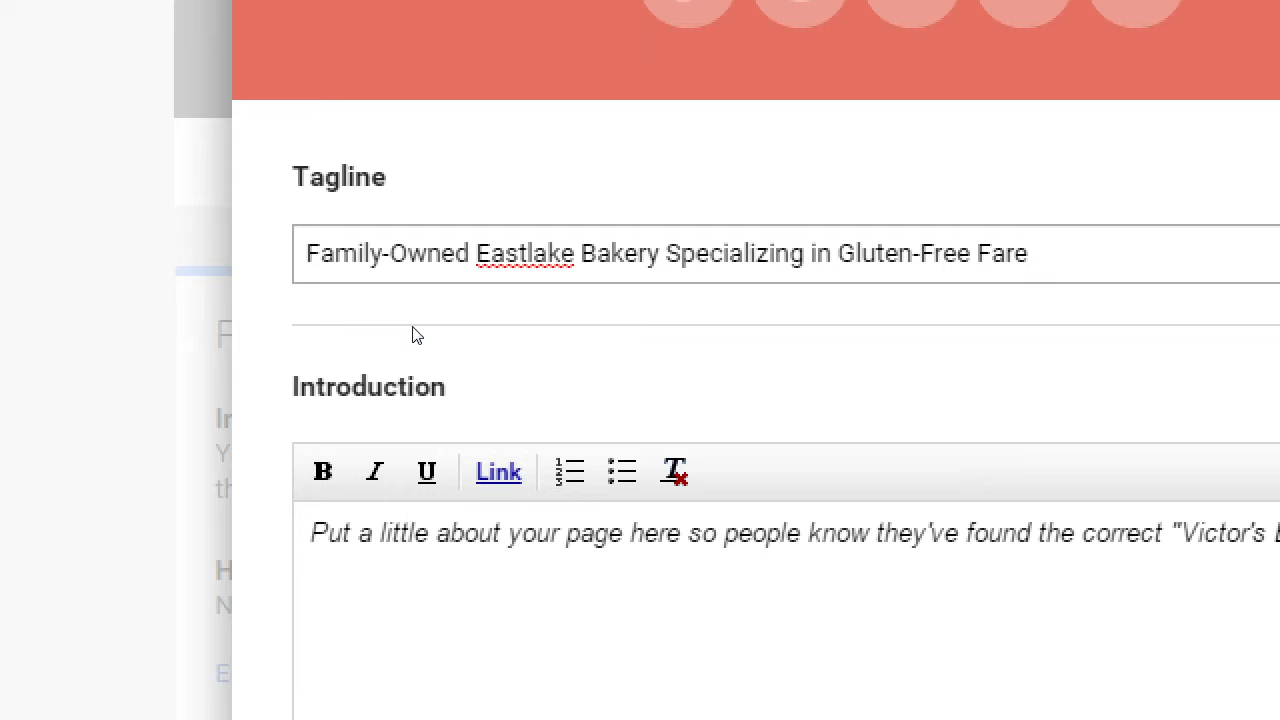 Tagline
Family-Owned Eastlake Bakery Specializing in Gluten-Free Fare
Introduction
B I U Link
Put a little about your page here so people know they've found the correct "Victor's